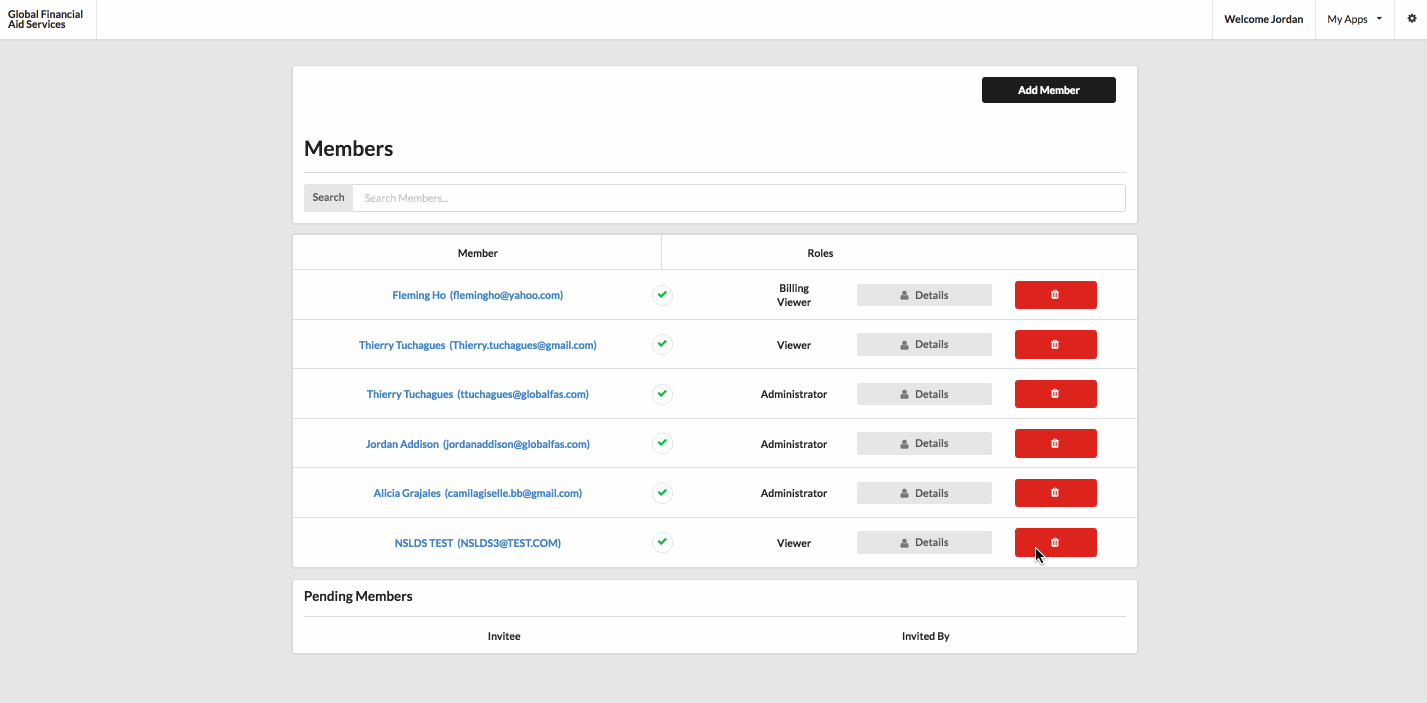 Global Financial
Aid Services
Welcome Jordan
My Apps
Add Member
Members
Search
Search Members...
Member
Roles
Fleming Ho (flemingho@yahoo.com)
Billing
Viewer
Details
Thierry Tuchagues (Thierry.tuchagues@gmail.com)
Viewer
Details
Thierry Tuchagues (ttuchagues@globalfas.com)
Administrator
Details
Jordan Addison (jordanaddison@globalfas.com)
Administrator
Details
Alicia Grajales (camilagiselle.bb@gmail.com)
Administrator
Details
NSLDS TEST (NSLDS3@TEST.COM)
Viewer
Details
Pending Members
Invitee
Invited By